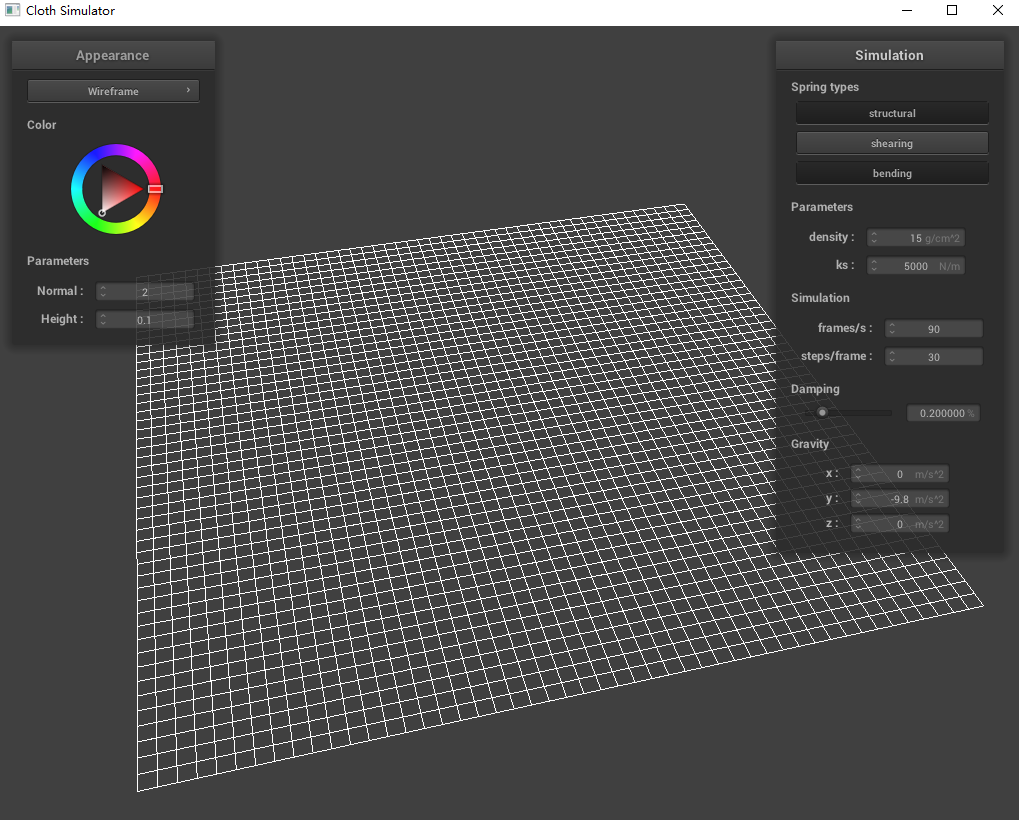 Cloth Simulator
Appearance
Wireframe
Color
Parameters
Normal : 2
Height : 0.1
Simulation
Spring types
structural
shearing
bending
Parameters
density : 15 g/cm^2
ks : 5000 N/m
Simulation
frames/s : 90
steps/frame : 30
Damping
0.200000 %
Gravity
x : 0 m/s^2
y : -9.8 m/s^2
z : 0 m/s^2